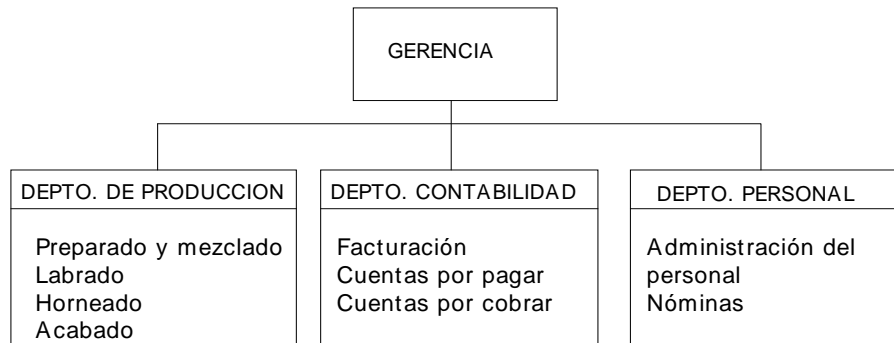 GERENCIA
DEPTO. DE PRODUCCION
Preparado y mezclado
Labrado
Horneado
Acabado
DEPTO. CONTABILIDAD
Facturación
Cuentas por pagar
Cuentas por cobrar
DEPTO. PERSONAL
Administración del
personal
Nóminas